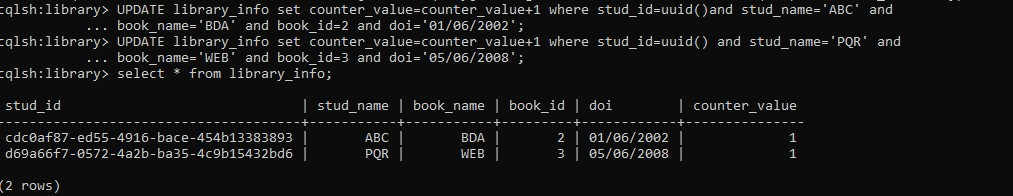 cqlsh:library> UPDATE library_info set counter_value=counter_value+1 where stud_id=uuid()and stud_name='ABC' and
... book_name='BDA' and book_id=2 and doi='01/06/2002';
cqlsh:library> UPDATE library_info set counter_value=counter_value+1 where stud_id=uuid() and stud_name='PQR' and
... book_name='WEB' and book_id=3 and doi='05/06/2008';
cqlsh:library> select * from library_info;
stud_id | stud_name | book_name | book_id | doi | counter_value
--------------------------------------+-----------+-----------+---------+------------+---------------
cdc0af87-ed55-4916-bace-454b13383893 | ABC | BDA | 2 | 01/06/2002 | 1
d69a66f7-0572-4a2b-ba35-4c9b15432bd6 | PQR | WEB | 3 | 05/06/2008 | 1
(2 rows)